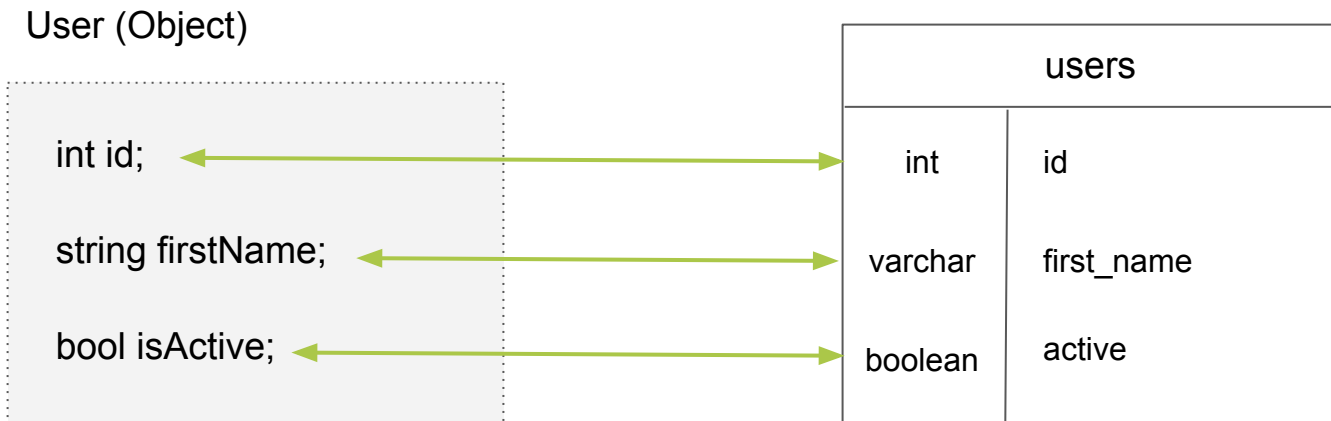 User (Object)
users
int id;
int id
string firstName;
varchar first_name
bool isActive;
boolean active